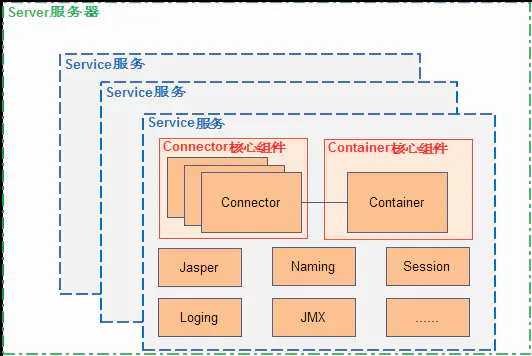 Server服务器
Service服务
Service服务
Service服务
Connector核心组件
Container核心组件
Connector
Container
Jasper
Naming
Session
Loging
JMX
......